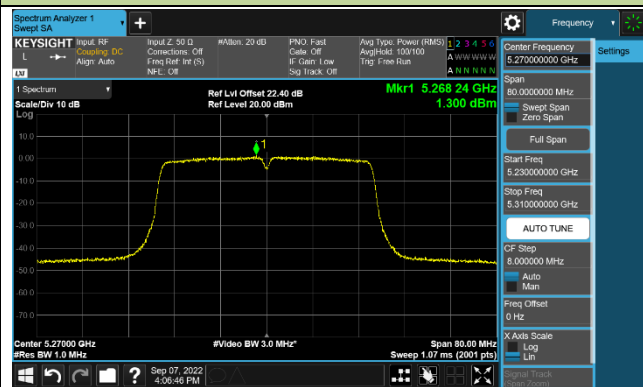 Spectrum Analyzer 1
Swept SA
Frequency
KEYSIGHT
Input: RF
Coupling: DC
Align: Auto
Input Z: 50 Ω
Corrections: Off
Freq Ref: Int (S)
NFE: Off
#Atten: 20 dB
PNO: Fast
Gate: Off
IF Gain: Low
Sig Track: Off
Avg Type: Power (RMS)
Avg|Hold: 100/100
Trig: Free Run
1 2 3 4 5 6
A W W W W W
A N N N N N
L
LXI
1 Spectrum
Scale/Div 10 dB
Log
Ref Lvl Offset 22.40 dB
Ref Level 20.00 dBm
Mkr1 5.268 24 GHz
1.300 dBm
1
10.0
0.00
-10.0
-20.0
-30.0
-40.0
-50.0
-60.0
-70.0
Center 5.27000 GHz
#Res BW 1.0 MHz
#Video BW 3.0 MHz*
Span 80.00 MHz
Sweep 1.07 ms (2001 pts)
Sep 07, 2022
4:06:46 PM
Center Frequency
5.270000000 GHz
Settings
Span
80.0000000 MHz
Swept Span
Zero Span
Full Span
Start Freq
5.230000000 GHz
Stop Freq
5.310000000 GHz
AUTO TUNE
CF Step
8.000000 MHz
Auto
Man
Freq Offset
0 Hz
X Axis Scale
Log
Lin
Signal Track
(Span Zoom)